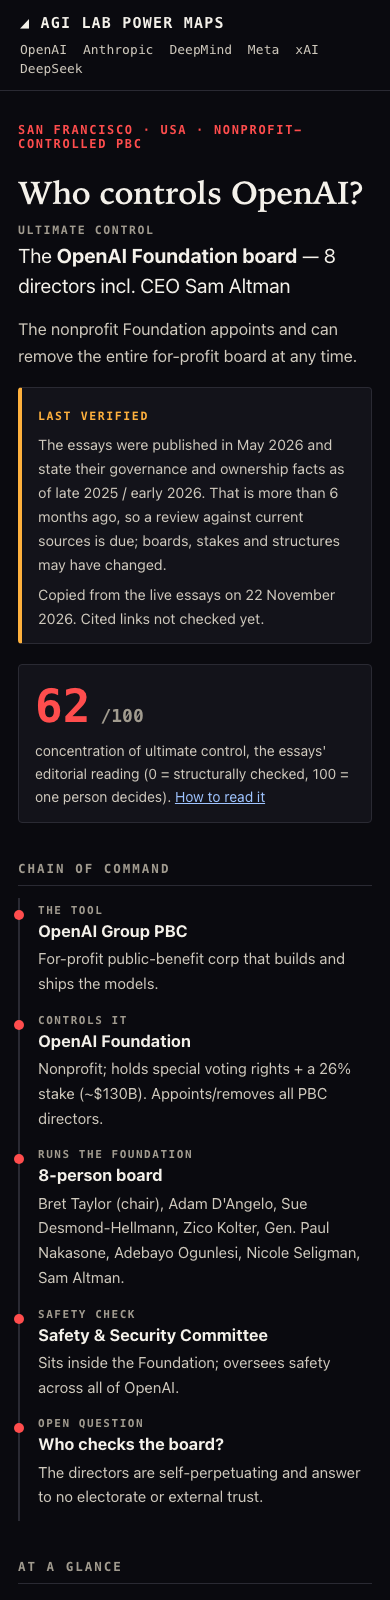 ◢ AGI LAB POWER MAPS
OpenAI Anthropic DeepMind Meta xAI
DeepSeek
SAN FRANCISCO · USA · NONPROFIT-
CONTROLLED PBC
Who controls OpenAI?
ULTIMATE CONTROL
The OpenAI Foundation board — 8
directors incl. CEO Sam Altman
The nonprofit Foundation appoints and can
remove the entire for-profit board at any time.
LAST VERIFIED
The essays were published in May 2026 and
state their governance and ownership facts as
of late 2025 / early 2026. That is more than 6
months ago, so a review against current
sources is due; boards, stakes and structures
may have changed.
Copied from the live essays on 22 November
2026. Cited links not checked yet.
62 /100
concentration of ultimate control, the essays'
editorial reading (0 = structurally checked, 100 =
one person decides). How to read it
CHAIN OF COMMAND
THE TOOL
OpenAI Group PBC
For-profit public-benefit corp that builds and
ships the models.
CONTROLS IT
OpenAI Foundation
Nonprofit; holds special voting rights + a 26%
stake (~$130B). Appoints/removes all PBC
directors.
RUNS THE FOUNDATION
8-person board
Bret Taylor (chair), Adam D'Angelo, Sue
Desmond-Hellmann, Zico Kolter, Gen. Paul
Nakasone, Adebayo Ogunlesi, Nicole Seligman,
Sam Altman.
SAFETY CHECK
Safety & Security Committee
Sits inside the Foundation; oversees safety
across all of OpenAI.
OPEN QUESTION
Who checks the board?
The directors are self-perpetuating and answer
to no electorate or external trust.
AT A GLANCE